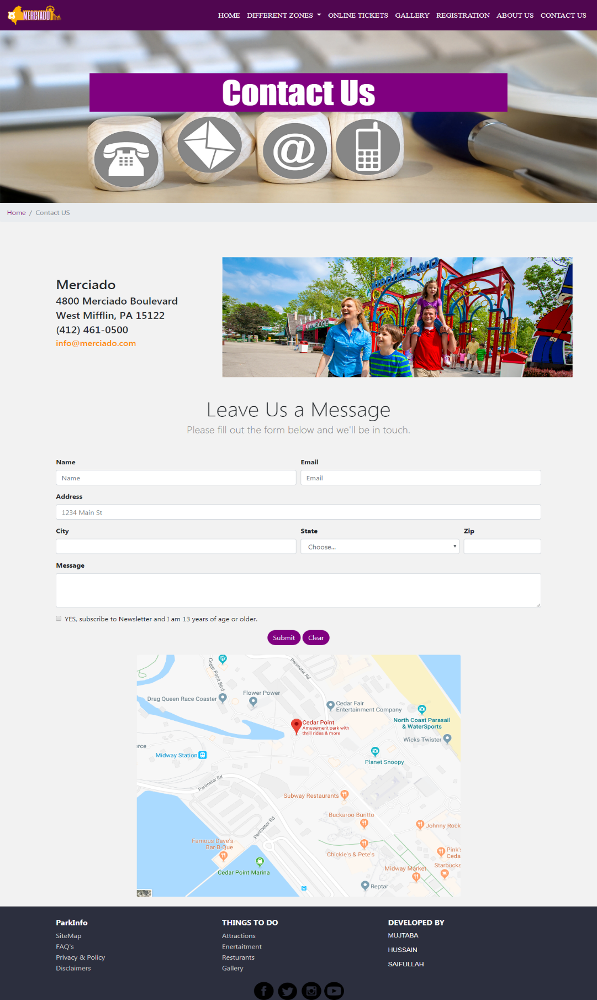 MERCIADO
HOME DIFFERENT ZONES ONLINE TICKETS GALLERY REGISTRATION ABOUT US CONTACT US
Contact Us
@
Home / Contact US
KIDDIELAND
RACE
Merciado
4800 Merciado Boulevard
West Mifflin, PA 15122
(412) 461-0500
info@merciado.com
Leave Us a Message
Please fill out the form below and we'll be in touch.
Name Email
Name Email
Address
1234 Main St
City State Zip
Choose...
Message
YES, subscribe to Newsletter and I am 13 years of age or older.
Submit Clear
Cedar Point Blvd
Perimeter Rd
Flower Power
Drag Queen Race Coaster
Cedar Fair
Entertainment Company
North Coast Parasail
& WaterSports
Cedar Point
Amusement park with
thrill rides & more
Wicks Twister
rce
Midway Station
Planet Snoopy
Perimeter Rd
Subway Restaurants
Buckaroo Buritto
Perimeter Rd
Johnny Rock
Famous Dave's
Bar-B-Que
Chickie's & Pete's
Pink's
Ceda
Starbucks
Midway Market
Cedar Point Marina
Reptar
ParkInfo
SiteMap
FAQ's
Privacy & Policy
Disclaimers
THINGS TO DO
Attractions
Enertaitment
Resturants
Gallery
DEVELOPED BY
MUJTABA
HUSSAIN
SAIFULLAH